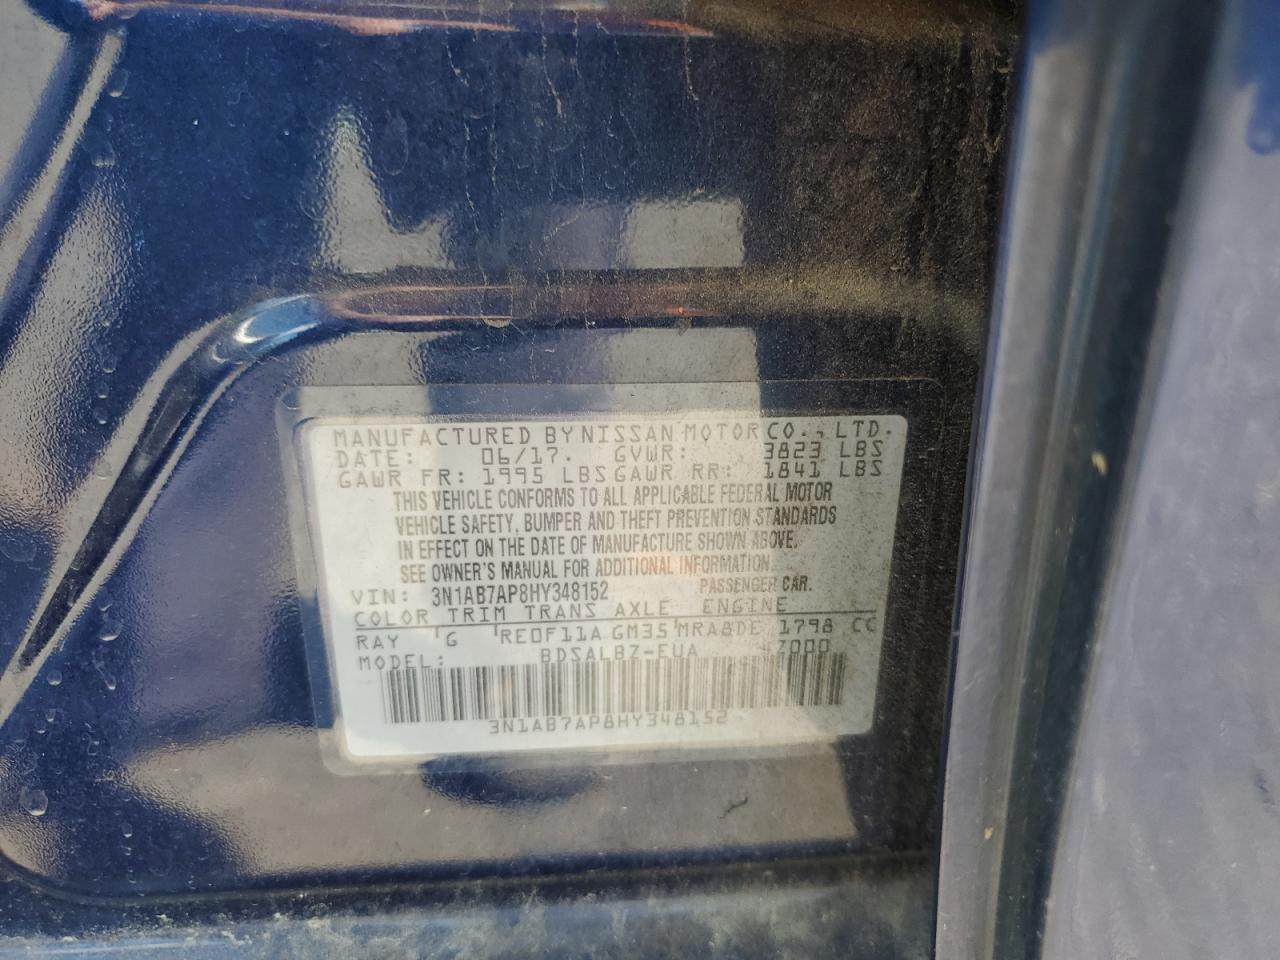 MANUFACTURED BY NISSAN MOTOR CO., LTD.
DATE: 06/17. GVWR: 3823 LBS
GAWR FR: 1995 LBS GAWR RR: 1841 LBS
THIS VEHICLE CONFORMS TO ALL APPLICABLE FEDERAL MOTOR
VEHICLE SAFETY, BUMPER AND THEFT PREVENTION STANDARDS
IN EFFECT ON THE DATE OF MANUFACTURE SHOWN ABOVE.
SEE OWNER'S MANUAL FOR ADDITIONAL INFORMATION.
VIN: 3N1AB7AP8HY348152 PASSENGER CAR.
COLOR TRIM TRANS AXLE ENGINE
RAY G RE0F11A GM35 MRA8DE 1798 CC
MODEL: BDSALBZ-EUA
3N1AB7AP8HY348152